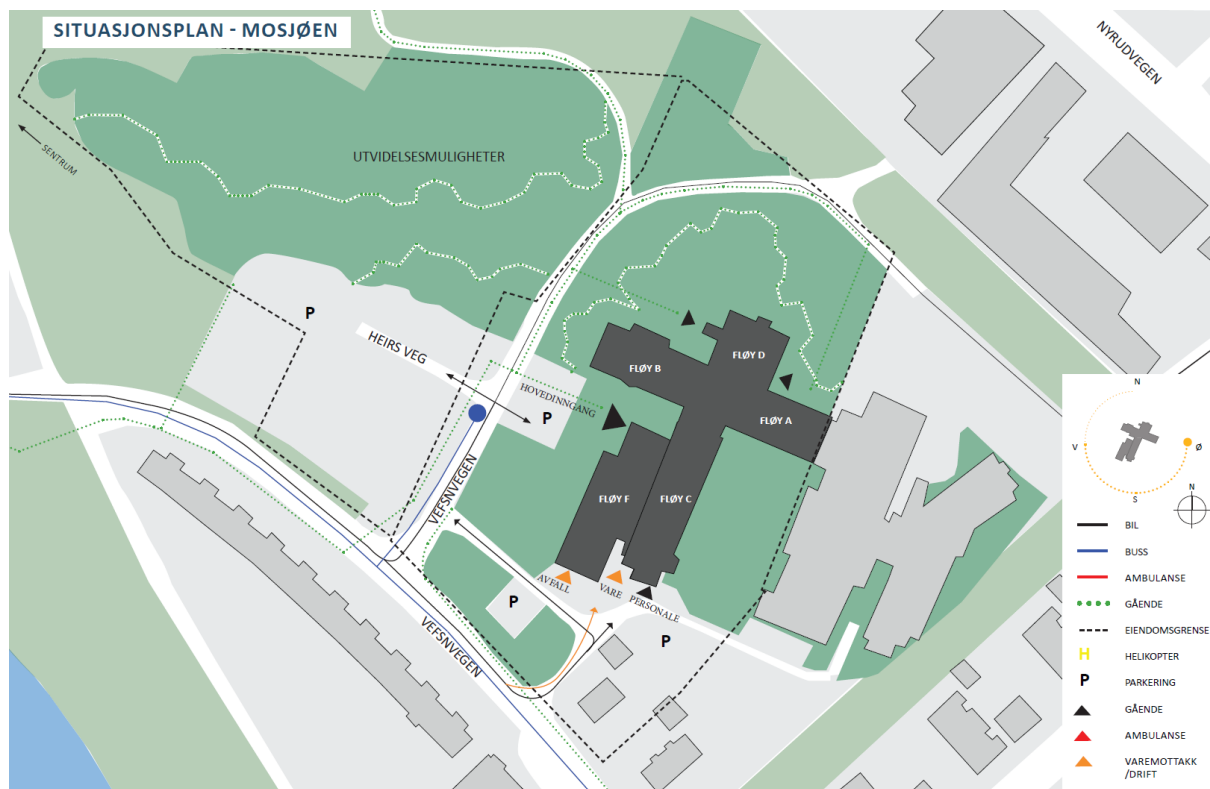 SITUASJONSPLAN - MOSJØEN
NYRUDVEGEN
SENTRUM
UTVIDELSESMULIGHETER
P
HEIRS VEG
FLØY D
FLØY B
HOVEDINNGANG
P
FLØY A
VEFSNVEGEN
FLØY F
FLØY C
AVFALL
VARE
PERSONALE
P
P
VEFSNVEGEN
N
V
Ø
S
N
BIL
BUSS
AMBULANSE
GÅENDE
EIENDOMSGRENSE
H HELIKOPTER
P PARKERING
GÅENDE
AMBULANSE
VAREMOTTAKK
/DRIFT